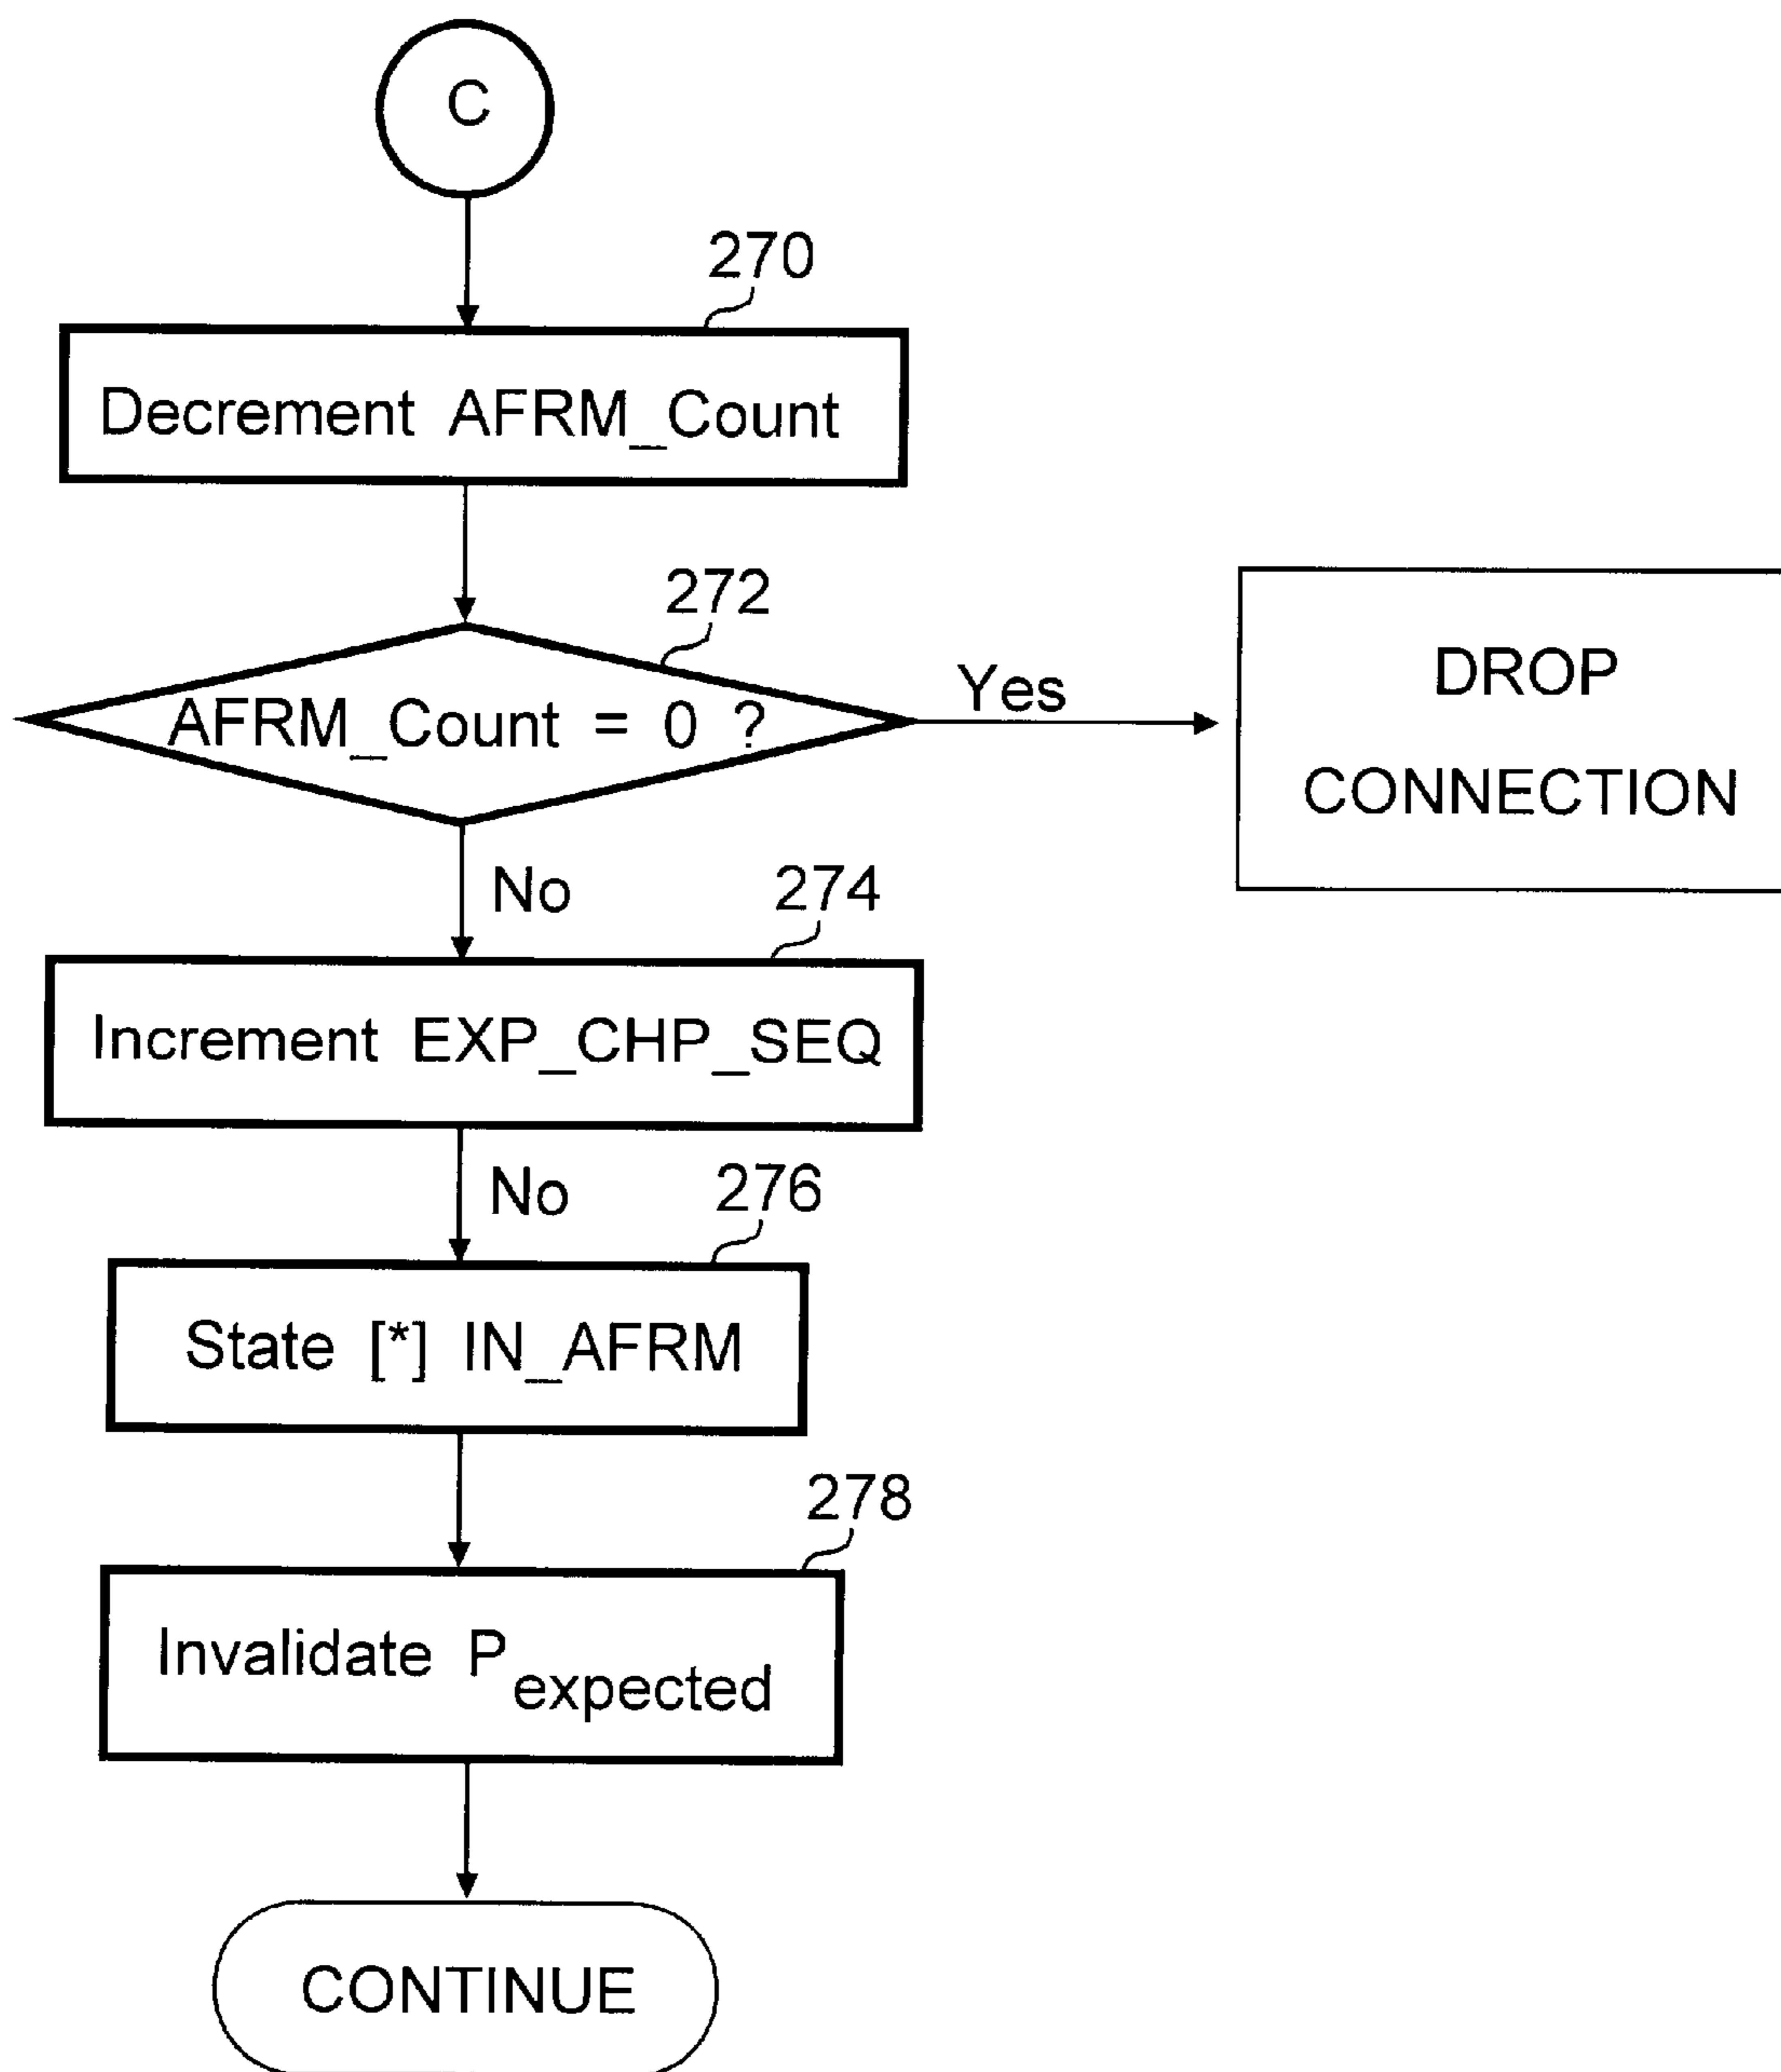 C
270
Decrement AFRM_Count
272
AFRM_Count = 0 ?
Yes
DROP
CONNECTION
No
274
Increment EXP_CHP_SEQ
No
276
State [*] IN_AFRM
278
Invalidate P expected
CONTINUE